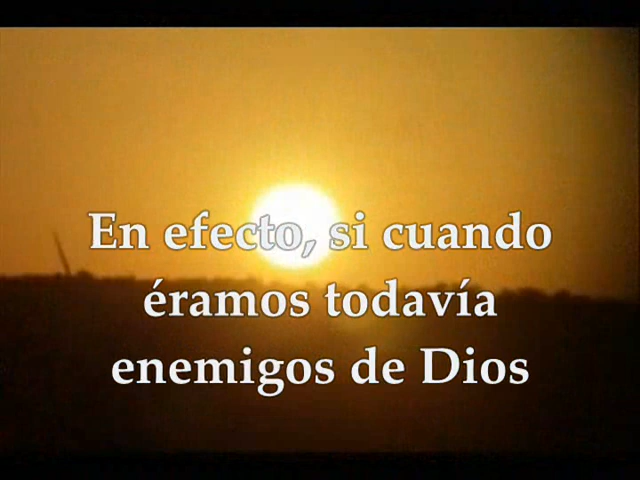 En efecto, si cuando
éramos todavía
enemigos de Dios